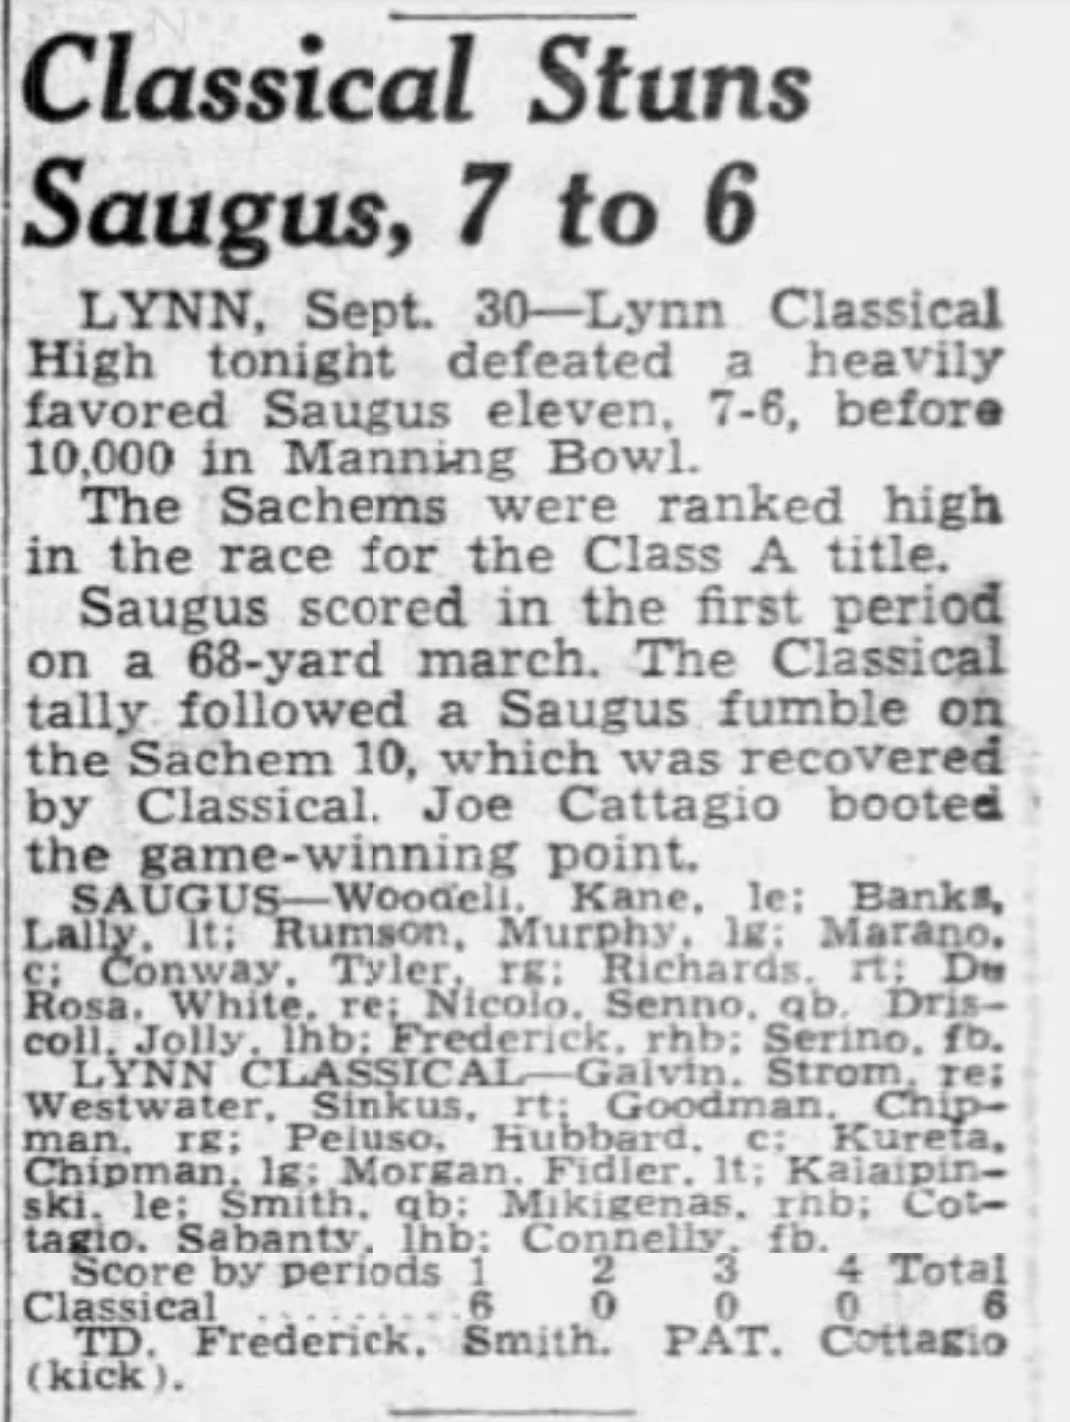 Classical Stuns
Saugus, 7 to 6
LYNN, Sept. 30—Lynn Classical
High tonight defeated a heavily
favored Saugus eleven, 7-6, before
10,000 in Manning Bowl.
The Sachems were ranked high
in the race for the Class A title.
Saugus scored in the first period
on a 68-yard march. The Classical
tally followed a Saugus fumble on
the Sachem 10, which was recovered
by Classical. Joe Cattagio booted
the game-winning point.
SAUGUS—Woodell, Kane, le; Banks,
Lally, lt; Rumson, Murphy, lg; Marano,
c; Conway, Tyler, rg; Richards, rt; De
Rosa, White, re; Nicolo, Senno, qb. Dris-
coll, Jolly, lhb; Frederick, rhb; Serino, fb.
LYNN CLASSICAL—Galvin, Strom, re;
Westwater, Sinkus, rt; Goodman, Chip-
man, rg; Peluso, Hubbard, c; Kureta,
Chipman, lg; Morgan, Fidler, lt; Kalaipin-
ski, le; Smith, qb; Mikigenas, rhb; Cot-
tagio, Sabanty, lhb; Connelly, fb.
Score by periods 1 2 3 4 Total
Classical .........6 0 0 0 6
TD, Frederick, Smith. PAT, Cottagio
(kick).